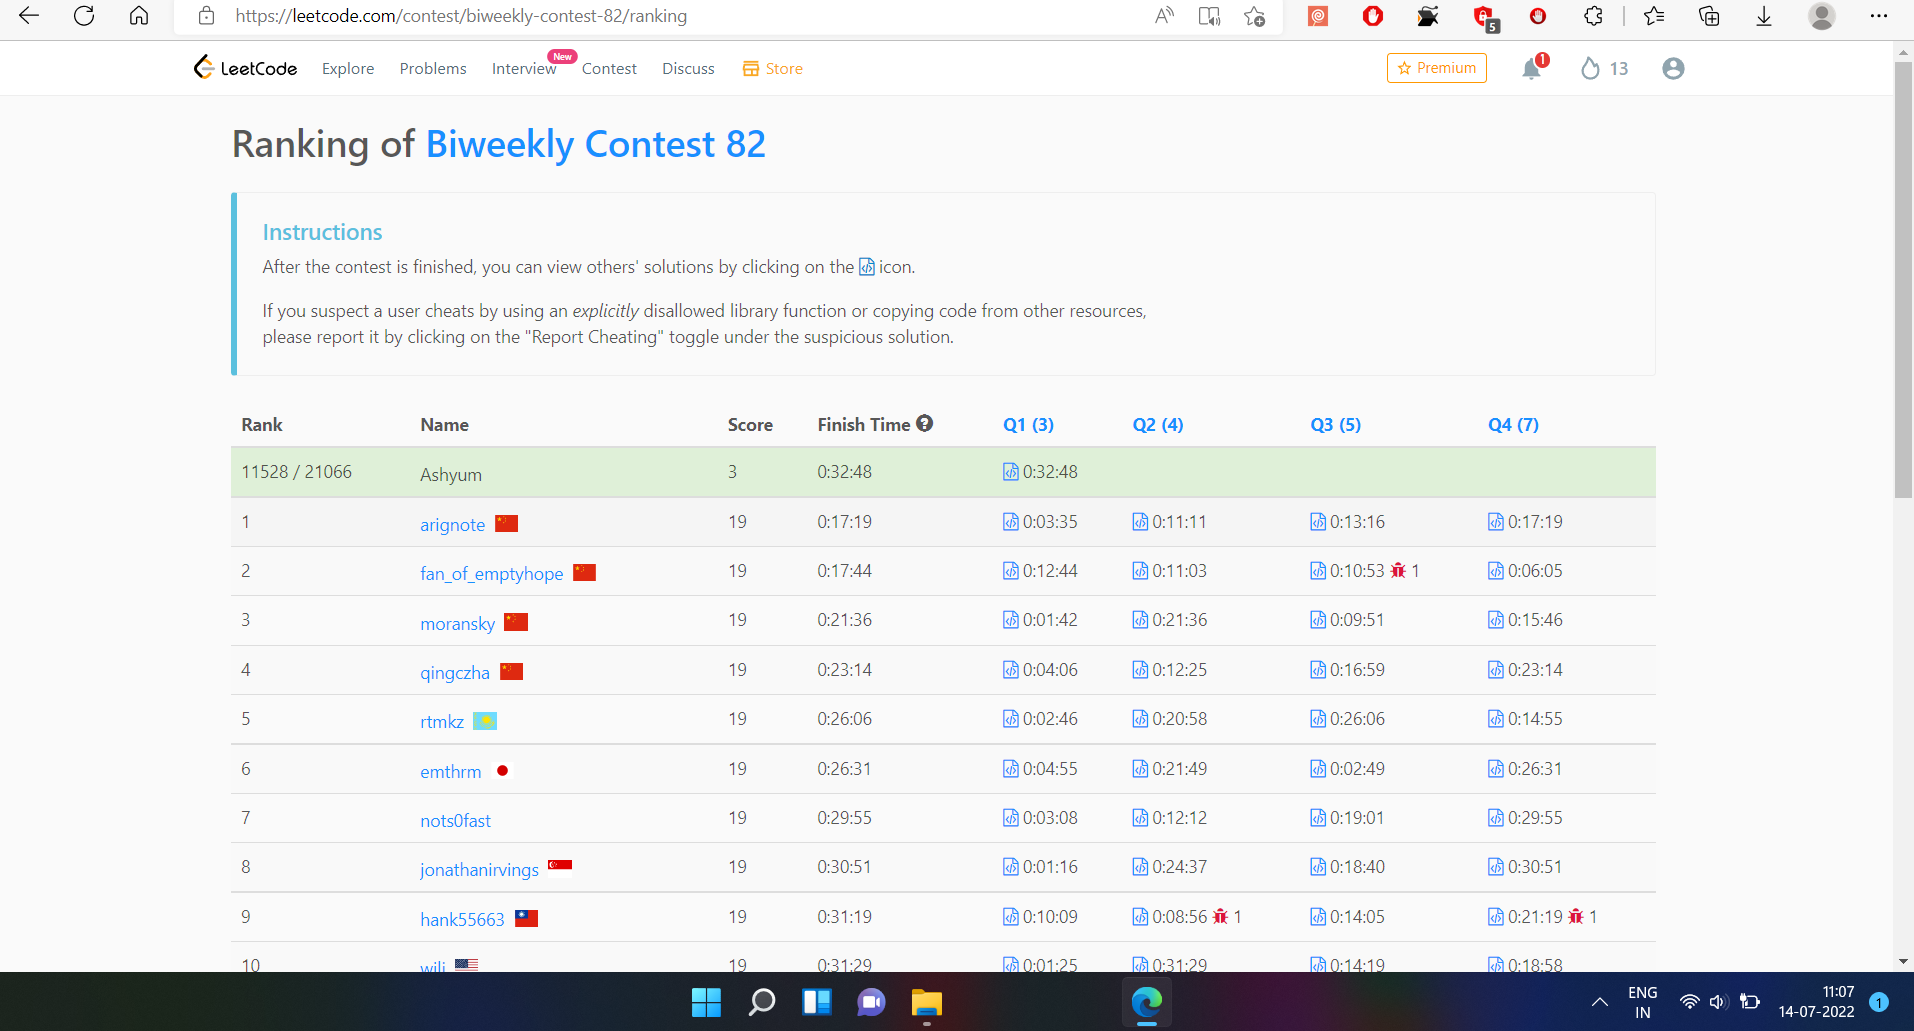 https://leetcode.com/contest/biweekly-contest-82/ranking
5
LeetCode Explore Problems Interview New Contest Discuss Store Premium 1 13
Ranking of Biweekly Contest 82
Instructions
After the contest is finished, you can view others' solutions by clicking on the icon.
If you suspect a user cheats by using an explicitly disallowed library function or copying code from other resources,
please report it by clicking on the "Report Cheating" toggle under the suspicious solution.
Rank Name Score Finish Time Q1 (3) Q2 (4) Q3 (5) Q4 (7)
11528 / 21066 Ashyum 3 0:32:48 0:32:48
1 arignote 19 0:17:19 0:03:35 0:11:11 0:13:16 0:17:19
2 fan_of_emptyhope 19 0:17:44 0:12:44 0:11:03 0:10:53 1 0:06:05
3 moransky 19 0:21:36 0:01:42 0:21:36 0:09:51 0:15:46
4 qingczha 19 0:23:14 0:04:06 0:12:25 0:16:59 0:23:14
5 rtmkz 19 0:26:06 0:02:46 0:20:58 0:26:06 0:14:55
6 emthrm 19 0:26:31 0:04:55 0:21:49 0:02:49 0:26:31
7 nots0fast 19 0:29:55 0:03:08 0:12:12 0:19:01 0:29:55
8 jonathanirvings 19 0:30:51 0:01:16 0:24:37 0:18:40 0:30:51
9 hank55663 19 0:31:19 0:10:09 0:08:56 1 0:14:05 0:21:19 1
10 19 0:31:29 0:01:25 0:31:29 0:14:19 0:18:58
ENG
IN
11:07
14-07-2022
1